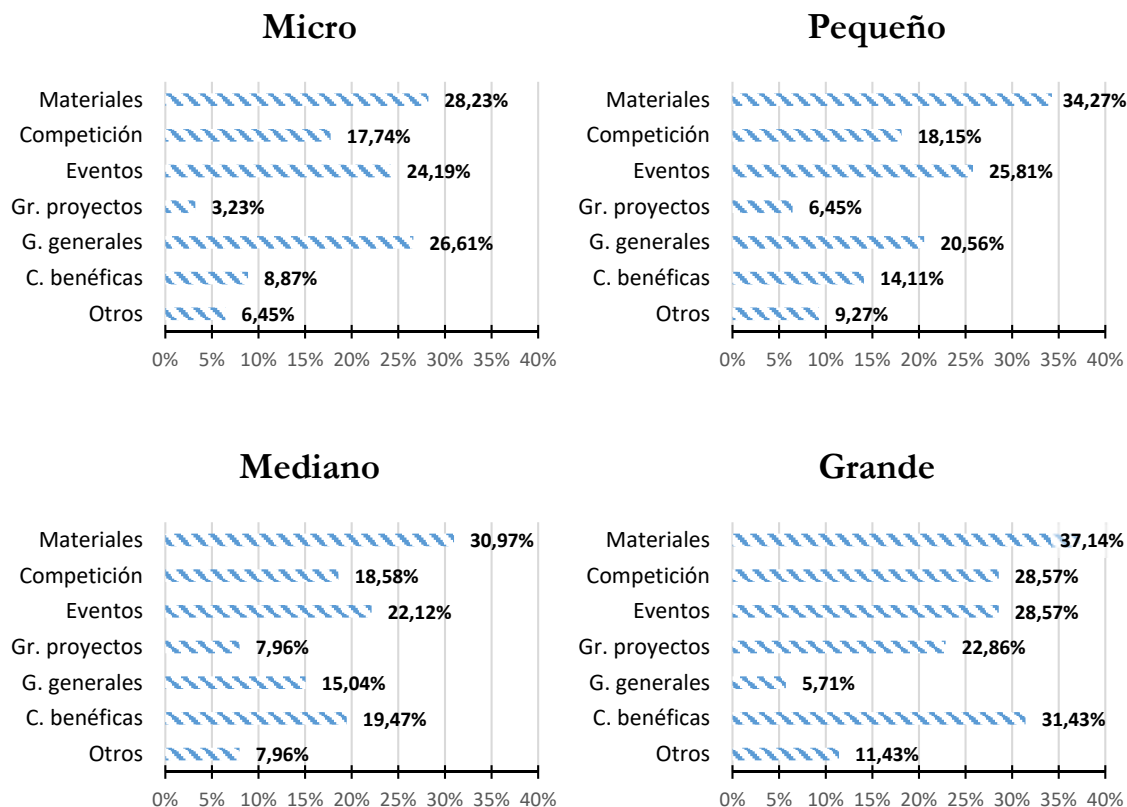 Micro
Materiales 28,23%
Competición 17,74%
Eventos 24,19%
Gr. proyectos 3,23%
G. generales 26,61%
C. benéficas 8,87%
Otros 6,45%
0% 5% 10% 15% 20% 25% 30% 35% 40%
Pequeño
Materiales 34,27%
Competición 18,15%
Eventos 25,81%
Gr. proyectos 6,45%
G. generales 20,56%
C. benéficas 14,11%
Otros 9,27%
0% 5% 10% 15% 20% 25% 30% 35% 40%
Mediano
Materiales 30,97%
Competición 18,58%
Eventos 22,12%
Gr. proyectos 7,96%
G. generales 15,04%
C. benéficas 19,47%
Otros 7,96%
0% 5% 10% 15% 20% 25% 30% 35% 40%
Grande
Materiales 37,14%
Competición 28,57%
Eventos 28,57%
Gr. proyectos 22,86%
G. generales 5,71%
C. benéficas 31,43%
Otros 11,43%
0% 5% 10% 15% 20% 25% 30% 35% 40%